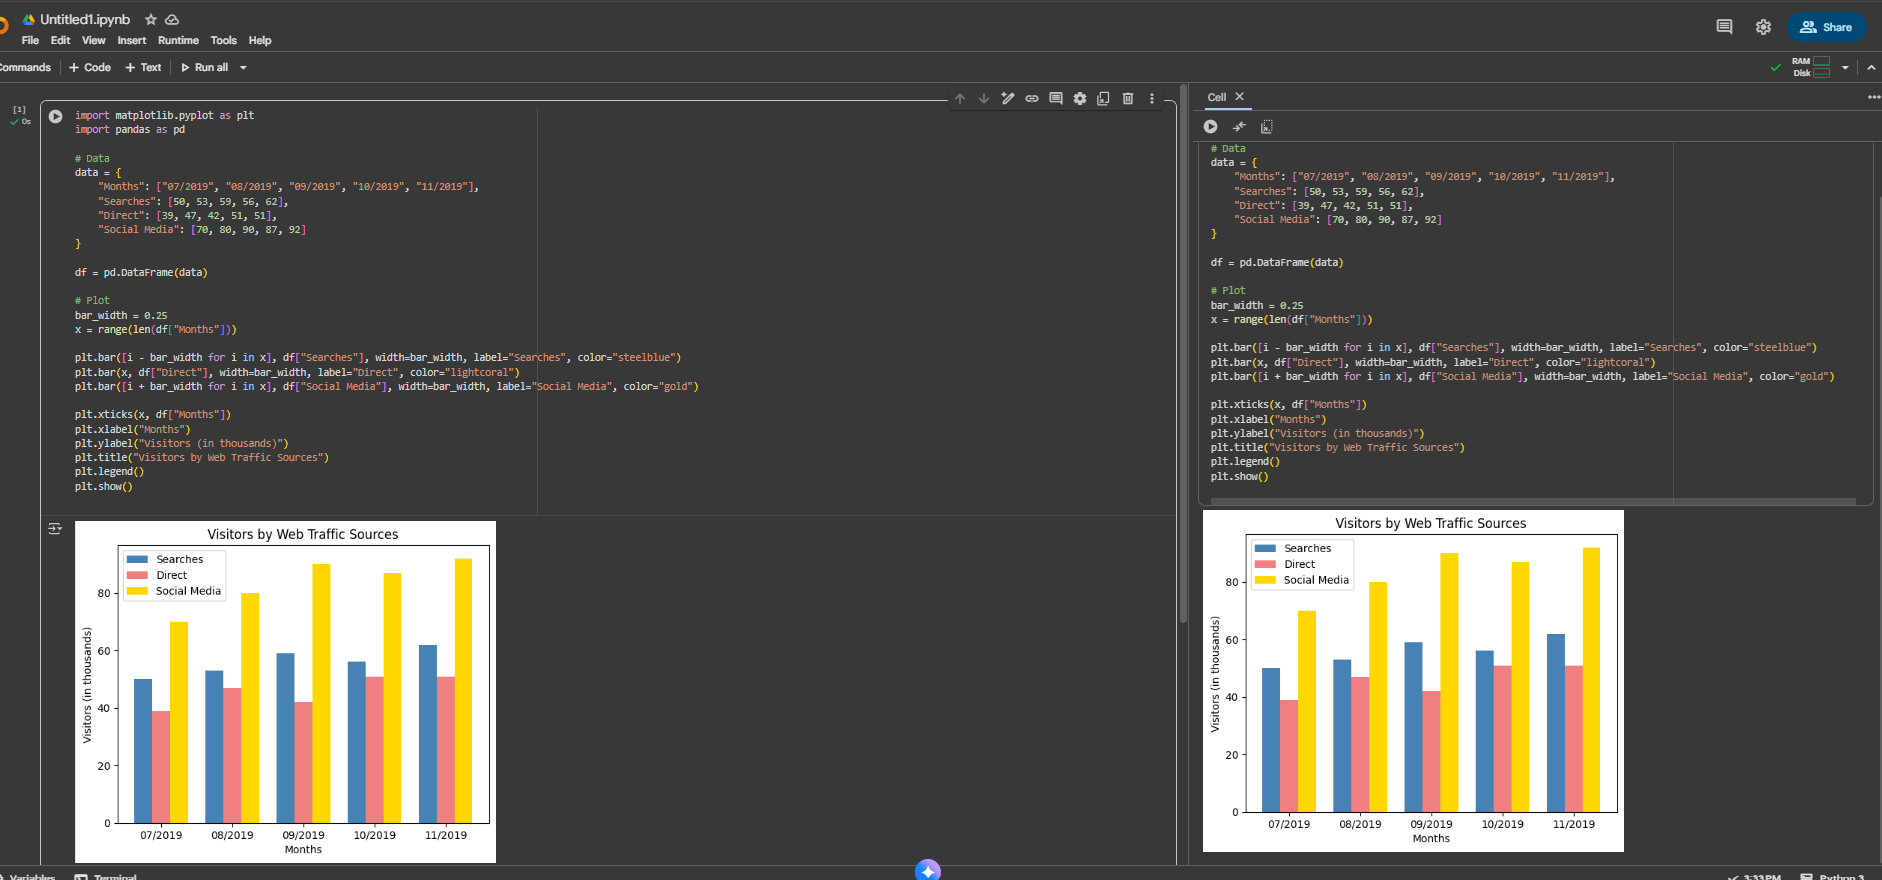 Untitled1.ipynb
File Edit View Insert Runtime Tools Help
Share
ommands + Code + Text Run all
RAM
Disk
[1]
0s
import matplotlib.pyplot as plt
import pandas as pd
# Data
data = {
"Months": ["07/2019", "08/2019", "09/2019", "10/2019", "11/2019"],
"Searches": [50, 53, 59, 56, 62],
"Direct": [39, 47, 42, 51, 51],
"Social Media": [70, 80, 90, 87, 92]
}
df = pd.DataFrame(data)
# Plot
bar_width = 0.25
x = range(len(df["Months"]))
plt.bar([i - bar_width for i in x], df["Searches"], width=bar_width, label="Searches", color="steelblue")
plt.bar(x, df["Direct"], width=bar_width, label="Direct", color="lightcoral")
plt.bar([i + bar_width for i in x], df["Social Media"], width=bar_width, label="Social Media", color="gold")
plt.xticks(x, df["Months"])
plt.xlabel("Months")
plt.ylabel("Visitors (in thousands)")
plt.title("Visitors by Web Traffic Sources")
plt.legend()
plt.show()
Visitors by Web Traffic Sources
Searches
Direct
Social Media
Visitors (in thousands)
80
60
40
20
0
07/2019 08/2019 09/2019 10/2019 11/2019
Months
Cell
# Data
data = {
"Months": ["07/2019", "08/2019", "09/2019", "10/2019", "11/2019"],
"Searches": [50, 53, 59, 56, 62],
"Direct": [39, 47, 42, 51, 51],
"Social Media": [70, 80, 90, 87, 92]
}
df = pd.DataFrame(data)
# Plot
bar_width = 0.25
x = range(len(df["Months"]))
plt.bar([i - bar_width for i in x], df["Searches"], width=bar_width, label="Searches", color="steelblue")
plt.bar(x, df["Direct"], width=bar_width, label="Direct", color="lightcoral")
plt.bar([i + bar_width for i in x], df["Social Media"], width=bar_width, label="Social Media", color="gold")
plt.xticks(x, df["Months"])
plt.xlabel("Months")
plt.ylabel("Visitors (in thousands)")
plt.title("Visitors by Web Traffic Sources")
plt.legend()
plt.show()
Visitors by Web Traffic Sources
Searches
Direct
Social Media
Visitors (in thousands)
80
60
40
20
0
07/2019 08/2019 09/2019 10/2019 11/2019
Months
Variables Terminal
3:33 PM Python 3